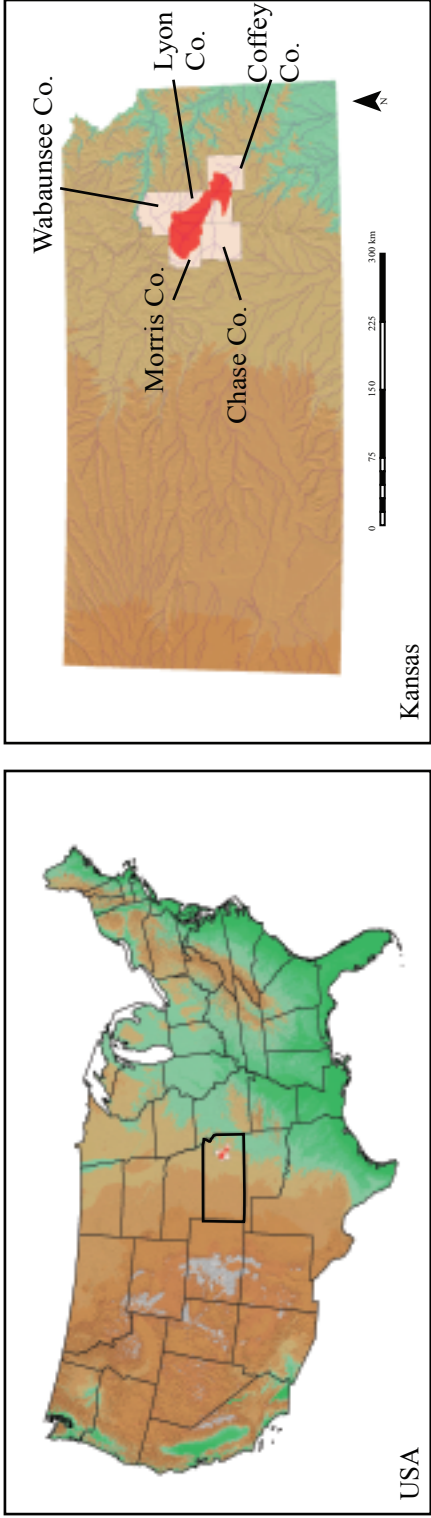 Wabaunsee Co.
Lyon
Co.
Coffey
Co.
Morris Co.
Chase Co.
N
0 75 150 225 300 km
Kansas
USA